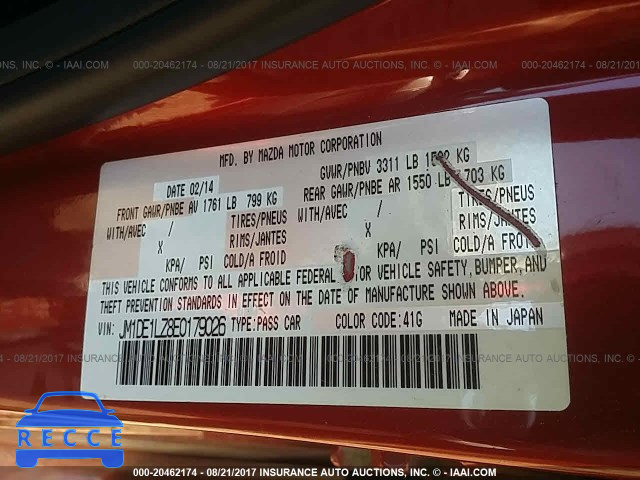 - IAAI.COM 000-20462174 - 08/21/2017 INSURANCE AUTO AUCTIONS, INC. - IAAI.COM 000-20462174
MFD. BY MAZDA MOTOR CORPORATION
GVWR/PNBV 3311 LB KG
DATE 02/14
REAR GAWR/PNBE AR 1550 LB 703 KG
FRONT GAWR/PNBE AV 1761 LB 799 KG
WITH/AVEC / TIRES/PNEUS WITH/AVEC / TIRES/PNEUS
X RIMS/JANTES X RIMS/JANTES
KPA/ PSI COLD/A FROID KPA/ PSI COLD/A FROID
THIS VEHICLE CONFORMS TO ALL APPLICABLE FEDERAL VEHICLE SAFETY, BUMPER, AND
THEFT PREVENTION STANDARDS IN EFFECT ON THE DATE OF MANUFACTURE SHOWN ABOVE.
VIN: JM1DE1LZ8E0179026 TYPE:PASS CAR COLOR CODE:41G MADE IN JAPAN
RECCE
000-20462174 - 08/21/2017 INSURANCE AUTO AUCTIONS, INC. - IAAI.COM